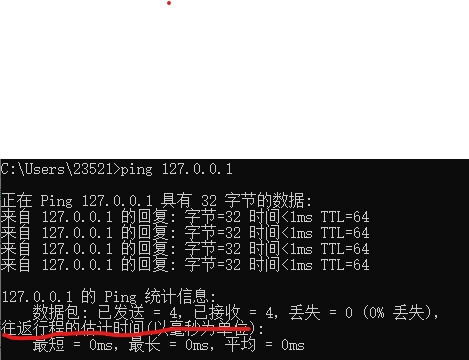 C:\Users\23521>ping 127.0.0.1
正在 Ping 127.0.0.1 具有 32 字节的数据:
来自 127.0.0.1 的回复: 字节=32 时间<1ms TTL=64
来自 127.0.0.1 的回复: 字节=32 时间<1ms TTL=64
来自 127.0.0.1 的回复: 字节=32 时间<1ms TTL=64
来自 127.0.0.1 的回复: 字节=32 时间<1ms TTL=64
127.0.0.1 的 Ping 统计信息:
数据包: 已发送 = 4, 已接收 = 4, 丢失 = 0 (0% 丢失),
往返行程的估计时间(以毫秒为单位):
最短 = 0ms, 最长 = 0ms, 平均 = 0ms